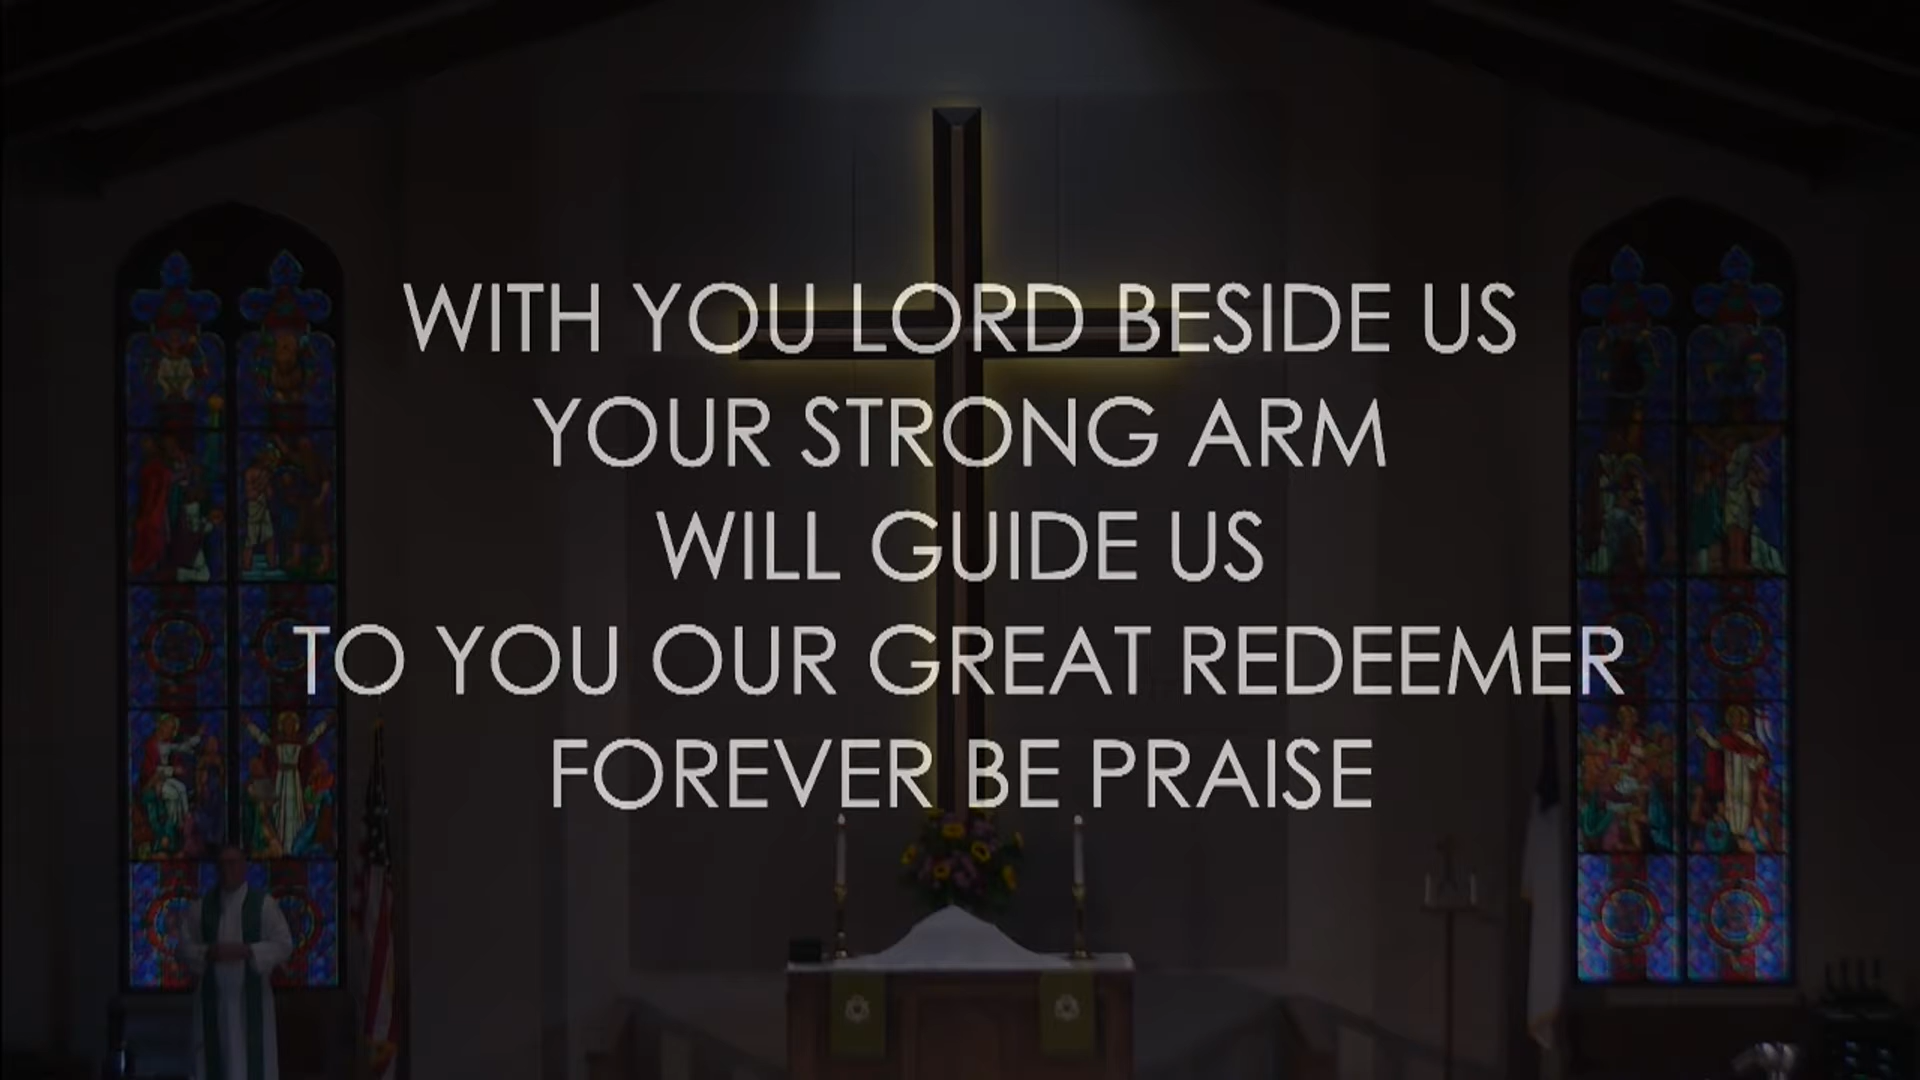 WITH YOU LORD BESIDE US
YOUR STRONG ARM
WILL GUIDE US
TO YOU OUR GREAT REDEEMER
FOREVER BE PRAISE